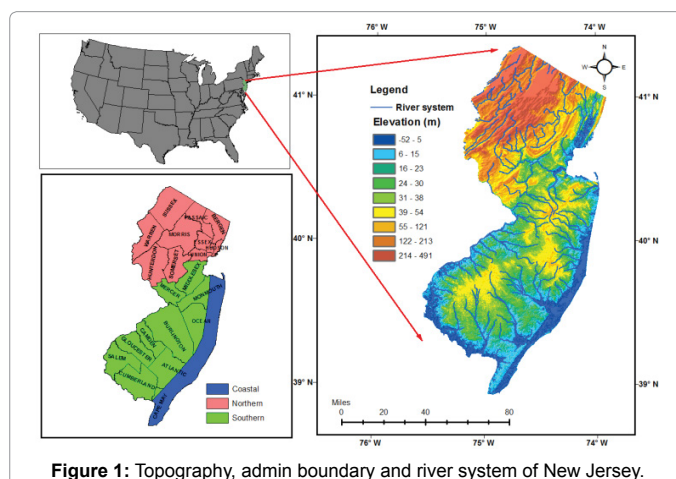 76° W
75° W
74° W
41° N
41° N
Legend
River system
Elevation (m)
-52 - 5
6 - 15
16 - 23
24 - 30
31 - 38
39 - 54
55 - 121
122 - 213
214 - 491
N
W
E
S
SUSSEX
PASSAIC
BERGEN
WARREN
MORRIS
ESSEX
HUDSON
UNION
HUNTERDON
SOMERSET
MIDDLESEX
MERCER
MONMOUTH
OCEAN
BURLINGTON
CAMDEN
GLOUCESTER
SALEM
ATLANTIC
CUMBERLAND
CAPE MAY
Coastal
Northern
Southern
40° N
40° N
39° N
39° N
Miles
0 20 40 80
76° W
75° W
74° W
Figure 1: Topography, admin boundary and river system of New Jersey.